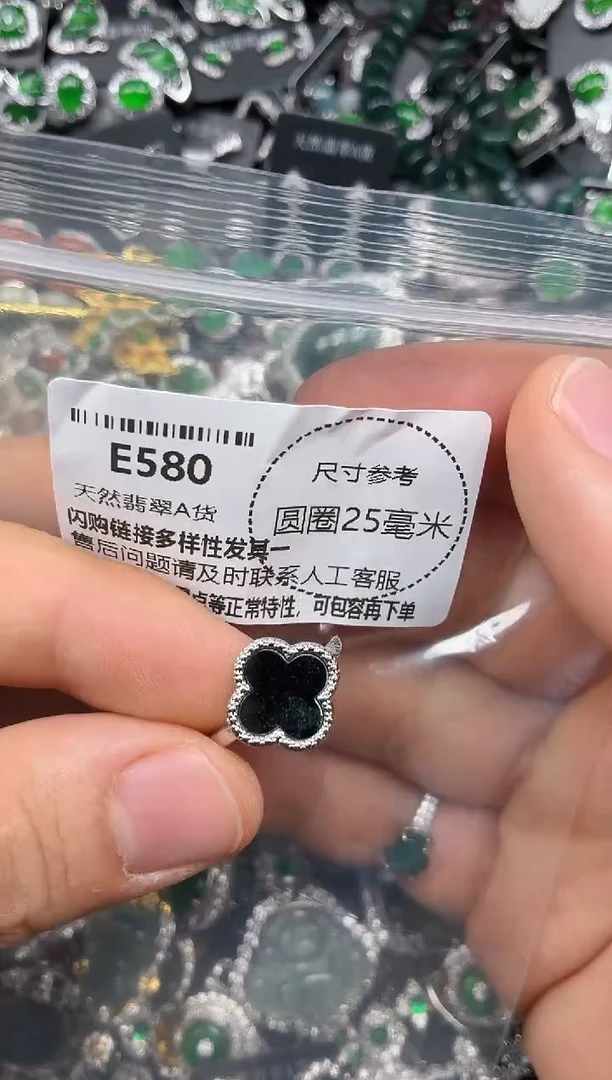 E580
天然翡翠A货
闪购链接多样性发其一
售后问题请及时联系人工客服
点等正常特性，可包容再下单
尺寸参考
圆圈25毫米